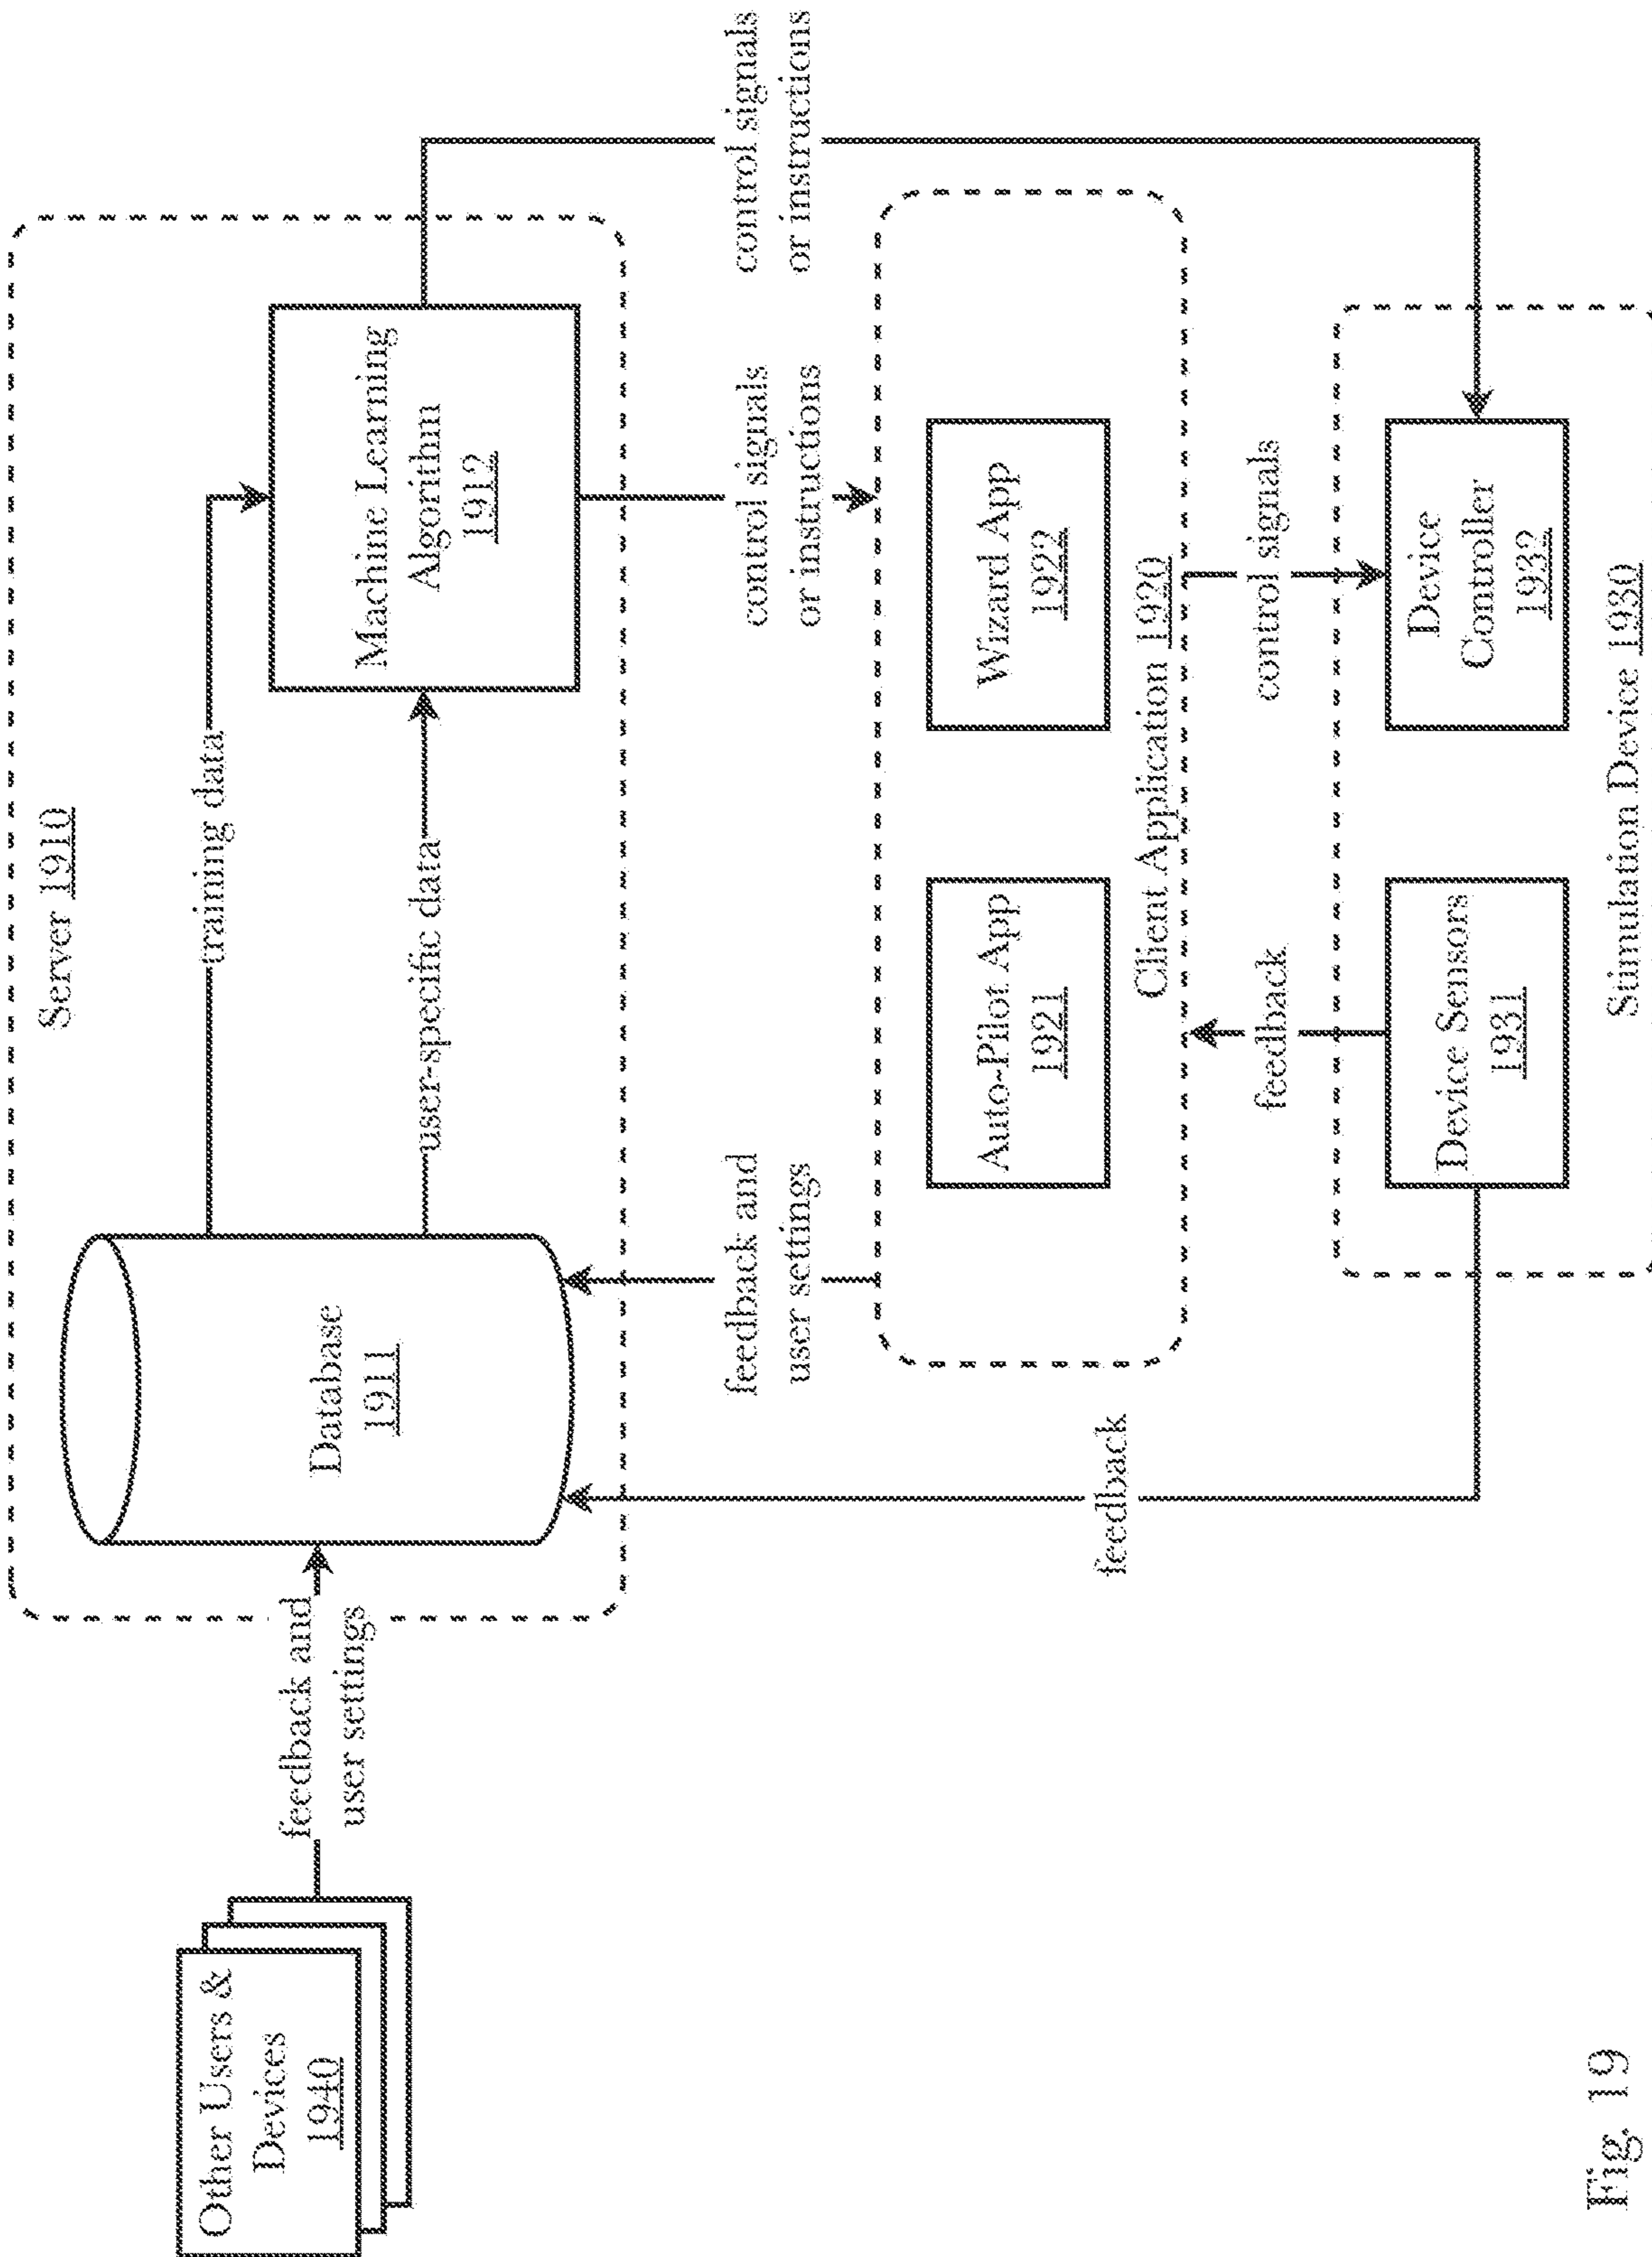 Server 1910
Other Users &
Devices
1940
feedback and
user settings
Database
1911
training data
user-specific data
Machine Learning
Algorithm
1912
feedback and
user settings
control signals
or instructions
control signals
or instructions
Auto-Pilot App
1921
Wizard App
1922
Client Application 1920
feedback
feedback
control signals
Device Sensors
1931
Device
Controller
1932
Stimulation Device 1930
Fig. 19